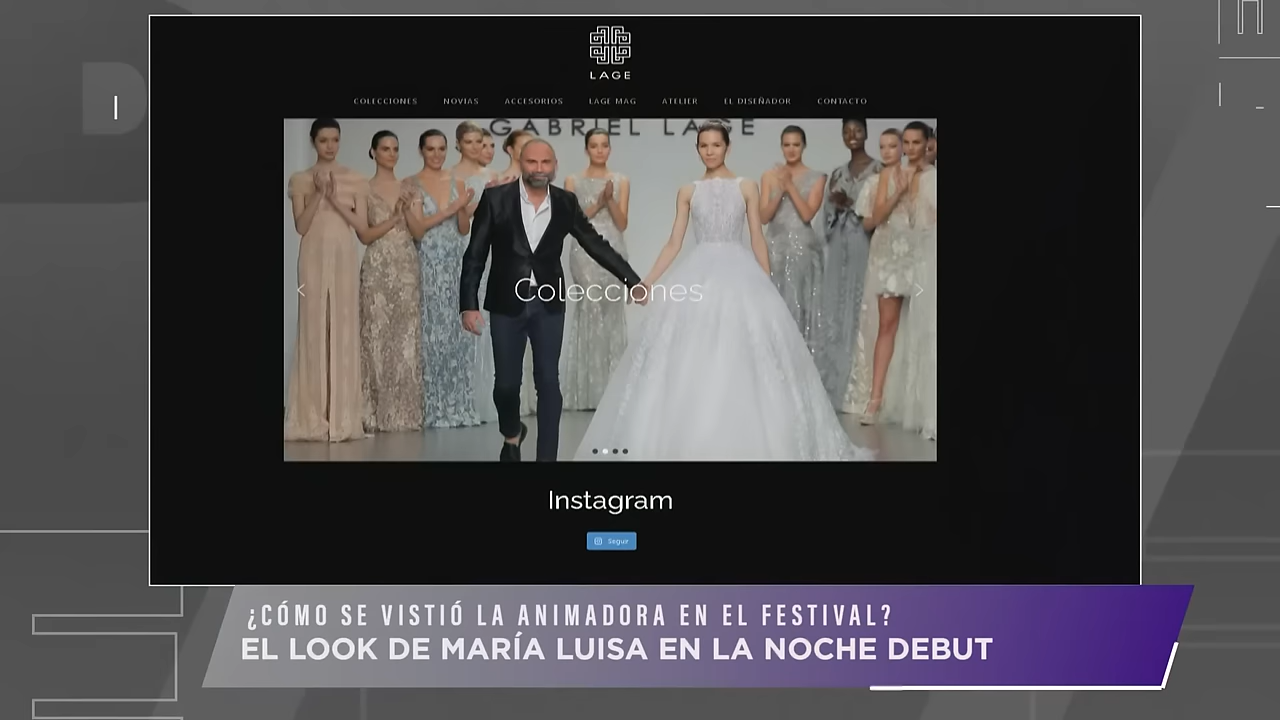 LAGE
COLECCIONES NOVIAS ACCESORIOS LAGE MAG ATELIER EL DISEÑADOR CONTACTO
GABRIEL LAGE
Colecciones
Instagram
Seguir
¿CÓMO SE VISTIÓ LA ANIMADORA EN EL FESTIVAL?
EL LOOK DE MARÍA LUISA EN LA NOCHE DEBUT